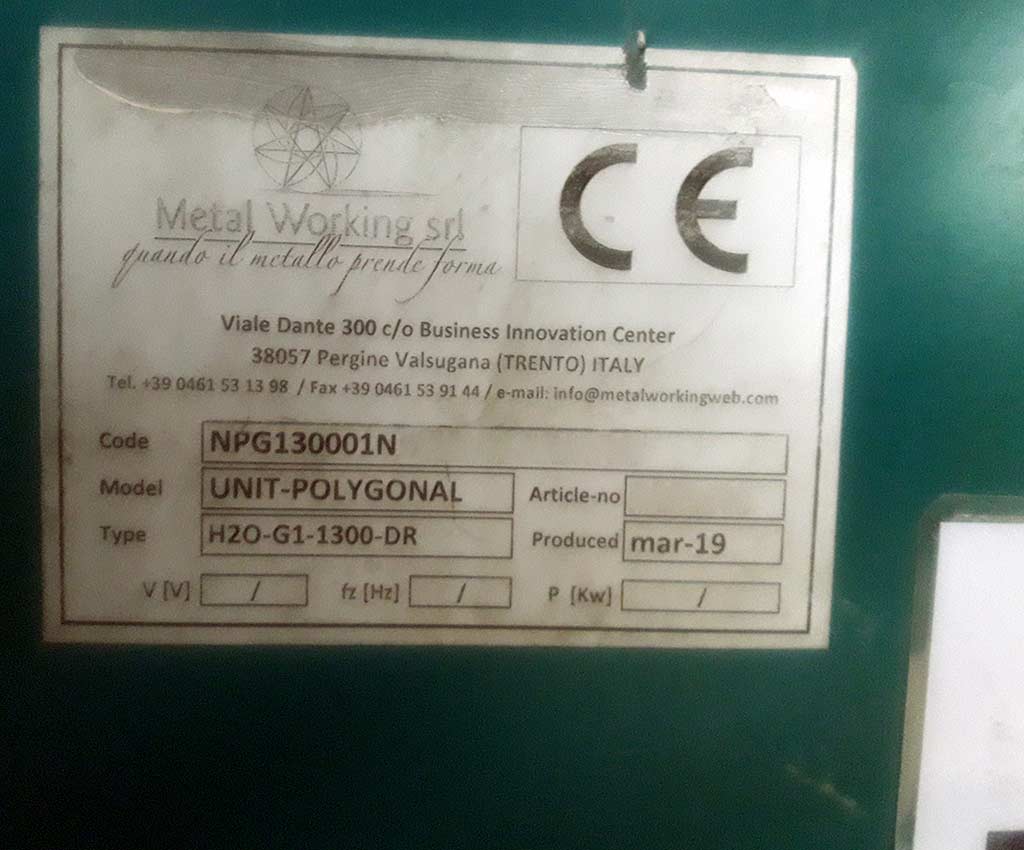 Metal Working srl
quando il metallo prende forma
CE
Viale Dante 300 c/o Business Innovation Center
38057 Pergine Valsugana (TRENTO) ITALY
Tel. +39 0461 53 13 98 / Fax +39 0461 53 91 44 / e-mail: info@metalworkingweb.com
Code NPG130001N
Model UNIT-POLYGONAL Article-no
Type H2O-G1-1300-DR Produced mar-19
V [V] / fz [Hz] / P [Kw] /